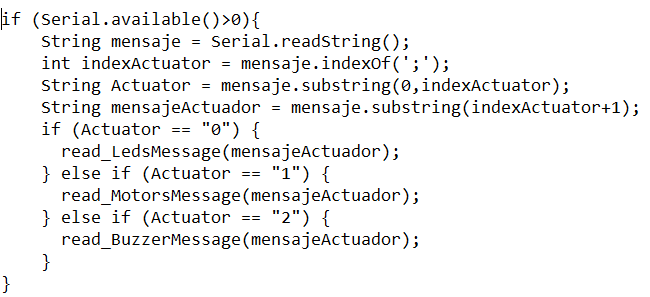 if (Serial.available()>0){
    String mensaje = Serial.readString();
    int indexActuator = mensaje.indexOf(';');
    String Actuator = mensaje.substring(0,indexActuator);
    String mensajeActuador = mensaje.substring(indexActuator+1);
    if (Actuator == "0") {
      read_LedsMessage(mensajeActuador);
    } else if (Actuator == "1") {
      read_MotorsMessage(mensajeActuador);
    } else if (Actuator == "2") {
      read_BuzzerMessage(mensajeActuador);
    }
}